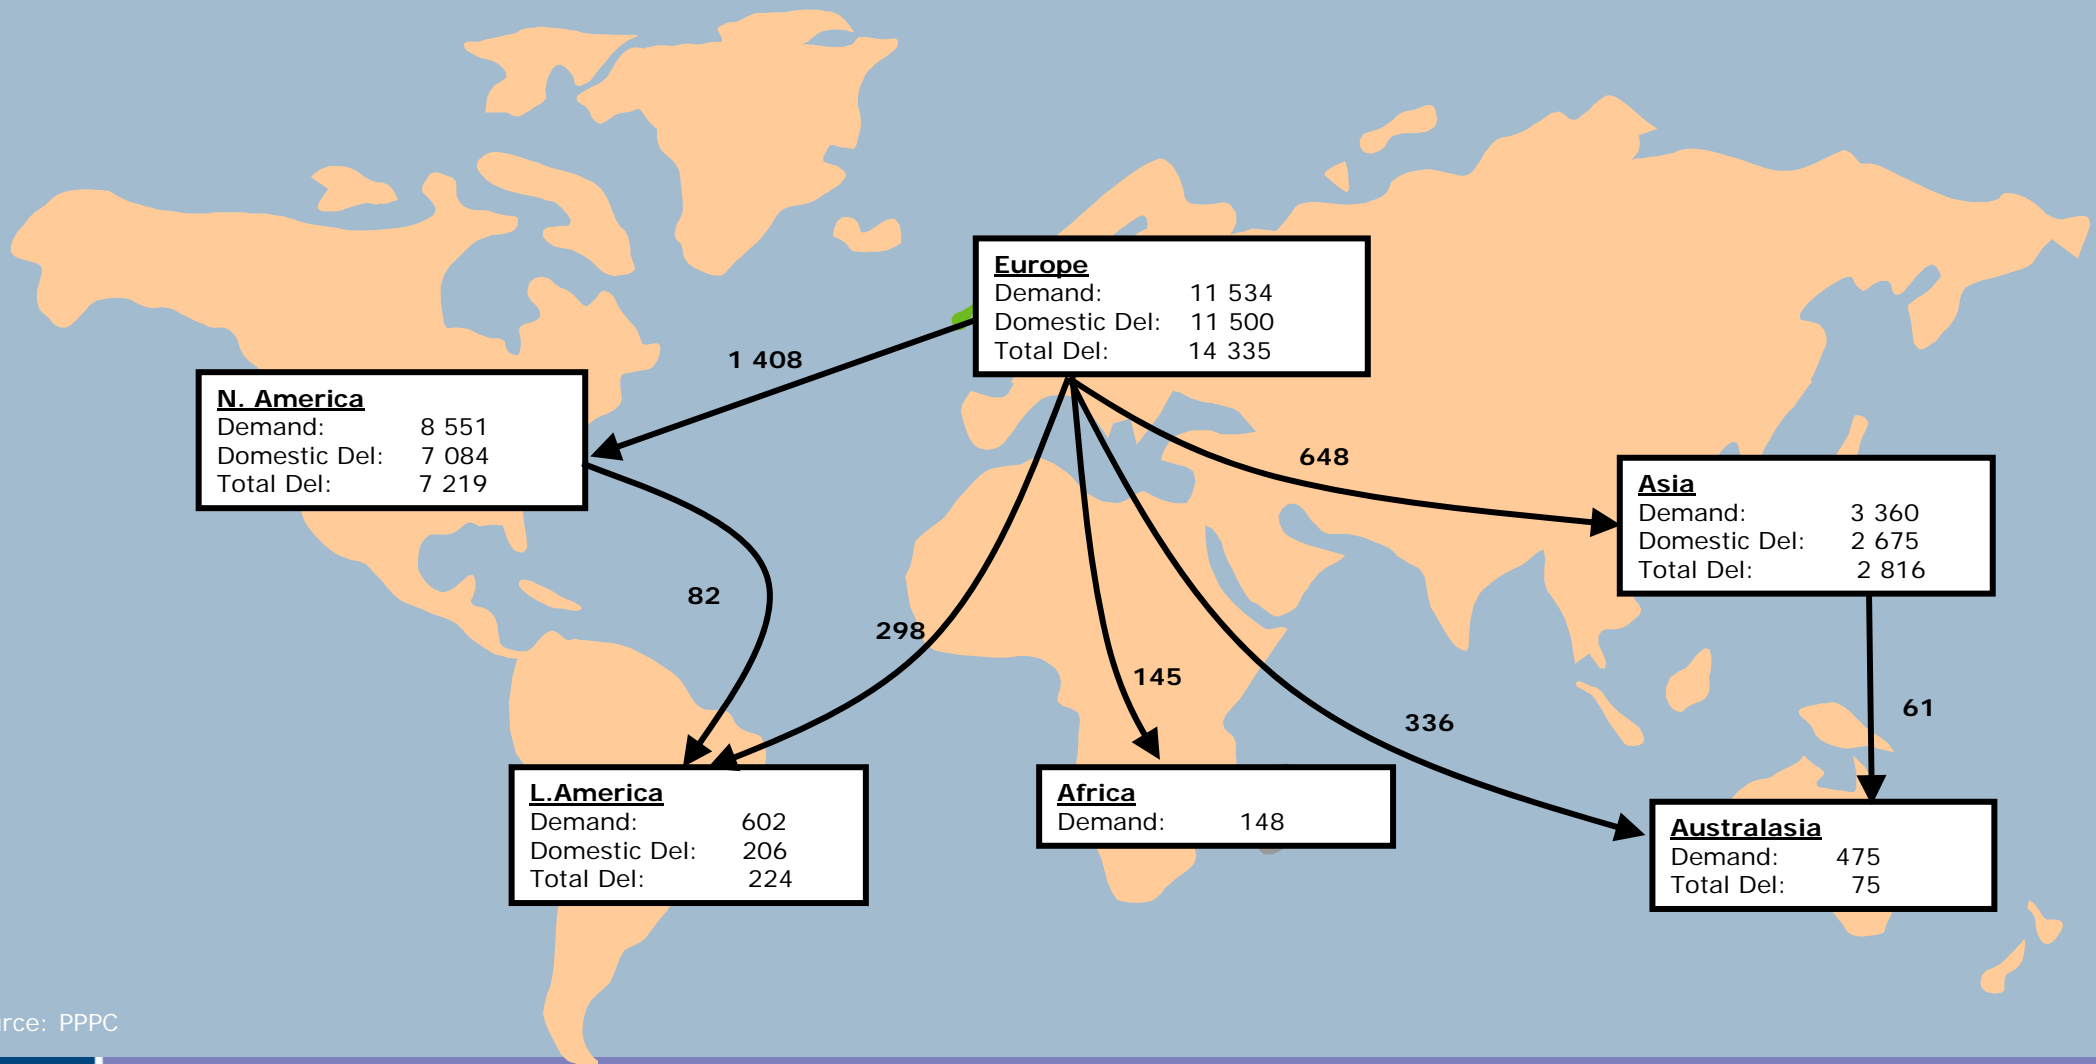 Europe
Demand: 11 534
Domestic Del: 11 500
Total Del: 14 335
1 408
N. America
Demand: 8 551
Domestic Del: 7 084
Total Del: 7 219
648
Asia
Demand: 3 360
Domestic Del: 2 675
Total Del: 2 816
82
298
145
336
61
L.America
Demand: 602
Domestic Del: 206
Total Del: 224
Africa
Demand: 148
Australasia
Demand: 475
Total Del: 75
rce: PPPC